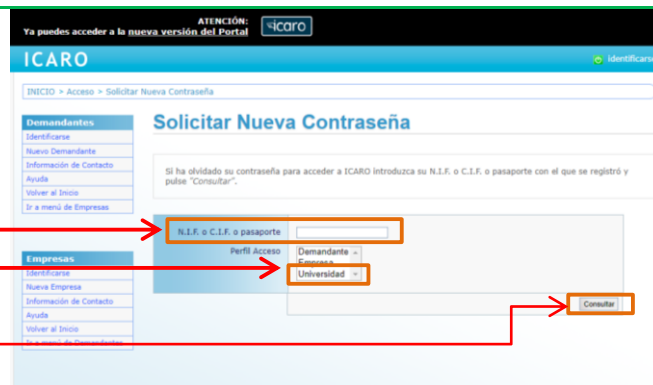 ATENCIÓN:
Ya puedes acceder a la nueva versión del Portal
icaro
ICARO
Identificarse
INICIO > Acceso > Solicitar Nueva Contraseña
Solicitar Nueva Contraseña
Demandantes
Identificarse
Nuevo Demandante
Información de Contacto
Ayuda
Volver al Inicio
Ir a menú de Empresas
Si ha olvidado su contraseña para acceder a ICARO introduzca su N.I.F. o C.I.F. o pasaporte con el que se registró y
pulse "Consultar".
N.I.F. o C.I.F. o pasaporte
Perfil Acceso
Demandante
Empresa
Universidad
Consultar
Empresas
Identificarse
Nueva Empresa
Información de Contacto
Ayuda
Volver al Inicio
Ir a menú de Demandantes